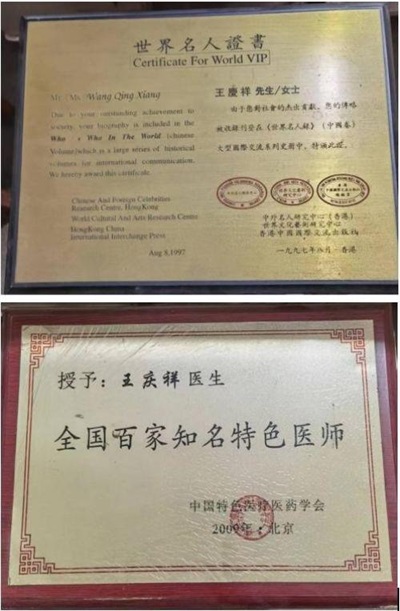 世界名人證書
Certificate For World VIP
Mr./Ms. Wang Qing Xiang
Due to your outstanding achievement to
society, your biography is included in the
Who's Who In The World (chinese
Volume)which is a large series of historical
volumes for international communication.
We hereby award this certificate.
Chinese And Foreign Celebrities
Research Centre, HongKong
World Cultural And Arts Research Centre
HongKong China
International Interchange Press
Aug 8,1997
王慶祥 先生/女士
由于您對社會的杰出貢獻，您的傳略
被收錄刊登在《世界名人錄》(中國卷)
大型國際交流系列史册中，特頒此證。
中外名人研究中心(香港)
世界文化藝術研究中心
香港中國國際交流出版社
一九九七年八月·香港
授予：王庆祥医生
全国百家知名特色医师
中国特色医疗医药学会
2009年·北京